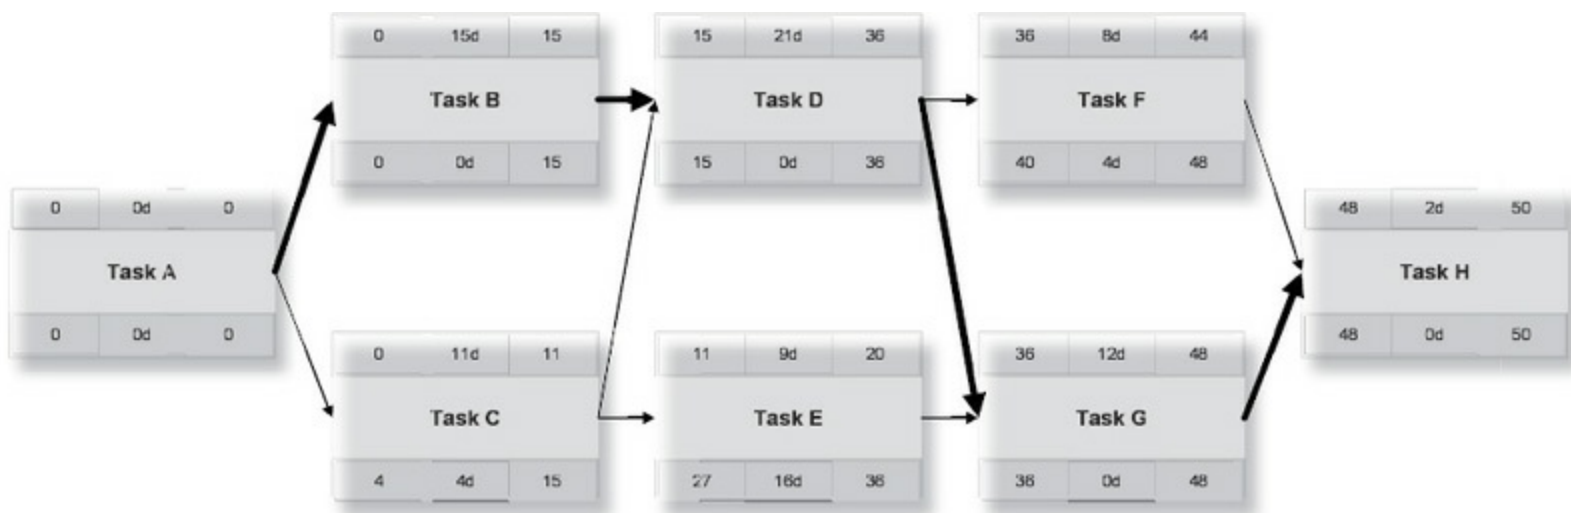 0 15d 15
Task B
0 0d 15
15 21d 36
Task D
15 0d 36
36 8d 44
Task F
40 4d 48
0 0d 0
Task A
0 0d 0
48 2d 50
Task H
48 0d 50
0 11d 11
Task C
4 4d 15
11 9d 20
Task E
27 16d 36
36 12d 48
Task G
36 0d 48